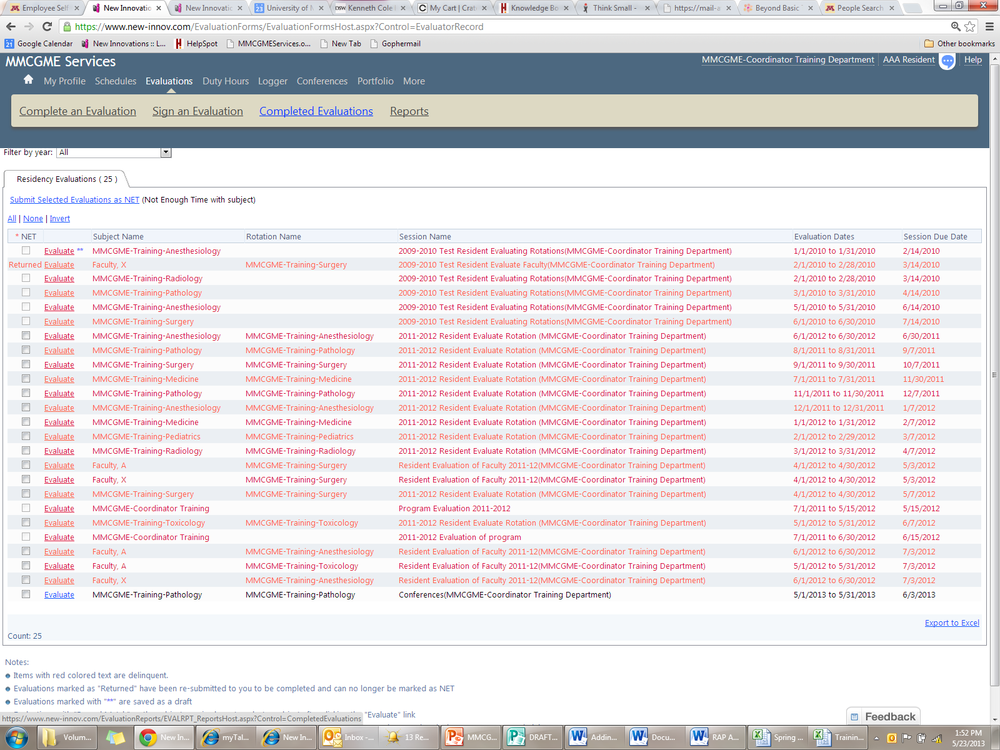 Employee Self
New Innovatio
New Innovatic
University of M
DSW Kenneth Cole
My Cart | Crate
Knowledge Bo
Think Small -
https://mail-a
Beyond Basic
People Search
https://www.new-innov.com/EvaluationForms/EvaluationFormsHost.aspx?Control=EvaluatorRecord
21 Google Calendar New Innovations :: L... HelpSpot MMCGMEServices.o... New Tab Gophermail Other bookmarks
MMCGME Services MMCGME-Coordinator Training Department AAA Resident Help
My Profile Schedules Evaluations Duty Hours Logger Conferences Portfolio More
Complete an Evaluation Sign an Evaluation Completed Evaluations Reports
Filter by year: All
Residency Evaluations ( 25 )
Submit Selected Evaluations as NET (Not Enough Time with subject)
All | None | Invert
* NET Subject Name Rotation Name Session Name Evaluation Dates Session Due Date
Evaluate ** MMCGME-Training-Anesthesiology 2009-2010 Test Resident Evaluating Rotations(MMCGME-Coordinator Training Department) 1/1/2010 to 1/31/2010 2/14/2010
Returned Evaluate Faculty, X MMCGME-Training-Surgery 2009-2010 Test Resident Evaluate Faculty(MMCGME-Coordinator Training Department) 2/1/2010 to 2/28/2010 3/14/2010
Evaluate MMCGME-Training-Radiology 2009-2010 Test Resident Evaluating Rotations(MMCGME-Coordinator Training Department) 2/1/2010 to 2/28/2010 3/14/2010
Evaluate MMCGME-Training-Pathology 2009-2010 Test Resident Evaluating Rotations(MMCGME-Coordinator Training Department) 3/1/2010 to 3/31/2010 4/14/2010
Evaluate MMCGME-Training-Anesthesiology 2009-2010 Test Resident Evaluating Rotations(MMCGME-Coordinator Training Department) 5/1/2010 to 5/31/2010 6/14/2010
Evaluate MMCGME-Training-Surgery 2009-2010 Test Resident Evaluating Rotations(MMCGME-Coordinator Training Department) 6/1/2010 to 6/30/2010 7/14/2010
Evaluate MMCGME-Training-Anesthesiology MMCGME-Training-Anesthesiology 2011-2012 Resident Evaluate Rotation (MMCGME-Coordinator Training Department) 6/1/2012 to 6/30/2012 6/30/2011
Evaluate MMCGME-Training-Pathology MMCGME-Training-Pathology 2011-2012 Resident Evaluate Rotation (MMCGME-Coordinator Training Department) 8/1/2011 to 8/31/2011 9/7/2011
Evaluate MMCGME-Training-Surgery MMCGME-Training-Surgery 2011-2012 Resident Evaluate Rotation (MMCGME-Coordinator Training Department) 9/1/2011 to 9/30/2011 10/7/2011
Evaluate MMCGME-Training-Medicine MMCGME-Training-Medicine 2011-2012 Resident Evaluate Rotation (MMCGME-Coordinator Training Department) 7/1/2011 to 7/31/2011 11/30/2011
Evaluate MMCGME-Training-Pathology MMCGME-Training-Pathology 2011-2012 Resident Evaluate Rotation (MMCGME-Coordinator Training Department) 11/1/2011 to 11/30/2011 12/7/2011
Evaluate MMCGME-Training-Anesthesiology MMCGME-Training-Anesthesiology 2011-2012 Resident Evaluate Rotation (MMCGME-Coordinator Training Department) 12/1/2011 to 12/31/2011 1/7/2012
Evaluate MMCGME-Training-Medicine MMCGME-Training-Medicine 2011-2012 Resident Evaluate Rotation (MMCGME-Coordinator Training Department) 1/1/2012 to 1/31/2012 2/7/2012
Evaluate MMCGME-Training-Pediatrics MMCGME-Training-Pediatrics 2011-2012 Resident Evaluate Rotation (MMCGME-Coordinator Training Department) 2/1/2012 to 2/29/2012 3/7/2012
Evaluate MMCGME-Training-Radiology MMCGME-Training-Radiology 2011-2012 Resident Evaluate Rotation (MMCGME-Coordinator Training Department) 3/1/2012 to 3/31/2012 4/7/2012
Evaluate Faculty, A MMCGME-Training-Surgery Resident Evaluation of Faculty 2011-12(MMCGME-Coordinator Training Department) 4/1/2012 to 4/30/2012 5/3/2012
Evaluate Faculty, X MMCGME-Training-Surgery Resident Evaluation of Faculty 2011-12(MMCGME-Coordinator Training Department) 4/1/2012 to 4/30/2012 5/3/2012
Evaluate MMCGME-Training-Surgery MMCGME-Training-Surgery 2011-2012 Resident Evaluate Rotation (MMCGME-Coordinator Training Department) 4/1/2012 to 4/30/2012 5/7/2012
Evaluate MMCGME-Coordinator Training Program Evaluation 2011-2012 7/1/2011 to 5/15/2012 5/15/2012
Evaluate MMCGME-Training-Toxicology MMCGME-Training-Toxicology 2011-2012 Resident Evaluate Rotation (MMCGME-Coordinator Training Department) 5/1/2012 to 5/31/2012 6/7/2012
Evaluate MMCGME-Coordinator Training 2011-2012 Evaluation of program 7/1/2011 to 6/30/2012 6/15/2012
Evaluate Faculty, A MMCGME-Training-Anesthesiology Resident Evaluation of Faculty 2011-12(MMCGME-Coordinator Training Department) 6/1/2012 to 6/30/2012 7/3/2012
Evaluate Faculty, A MMCGME-Training-Toxicology Resident Evaluation of Faculty 2011-12(MMCGME-Coordinator Training Department) 5/1/2012 to 5/31/2012 7/3/2012
Evaluate Faculty, X MMCGME-Training-Anesthesiology Resident Evaluation of Faculty 2011-12(MMCGME-Coordinator Training Department) 6/1/2012 to 6/30/2012 7/3/2012
Evaluate MMCGME-Training-Pathology MMCGME-Training-Pathology Conferences(MMCGME-Coordinator Training Department) 5/1/2013 to 5/31/2013 6/3/2013
Export to Excel
Count: 25
Notes:
Items with red colored text are delinquent.
Evaluations marked as "Returned" have been re-submitted to you to be completed and can no longer be marked as NET
Evaluations marked with "**" are saved as a draft
"Evaluate" link
https://www.new-innov.com/EvaluationReports/EVALRPT_ReportsHost.aspx?Control=CompletedEvaluations
Feedback
Volum... New In... myTal... New In... Inbox -... 13 Re... MMCG... DRAFT... Addin... Docu... RAP A... Spring ... Trainin... 1:52 PM
5/23/2013